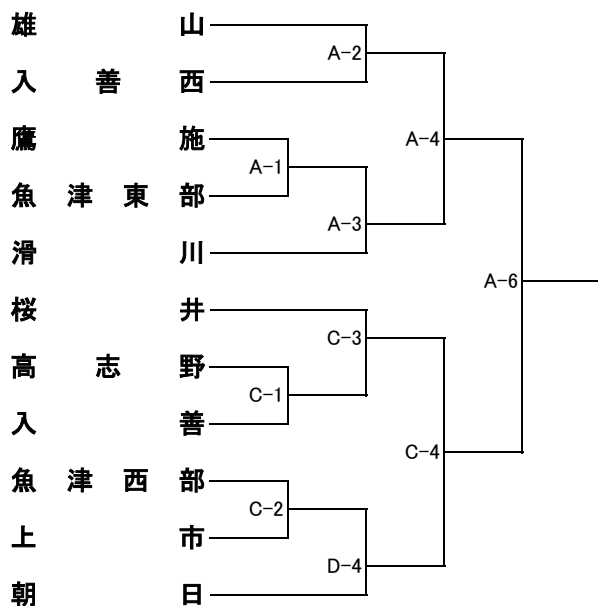 雄山
A-2
入善西
A-4
鷹施
A-1
魚津東部
A-3
滑川
A-6
桜井
C-3
高志野
C-1
入善
C-4
魚津西部
C-2
上市
D-4
朝日